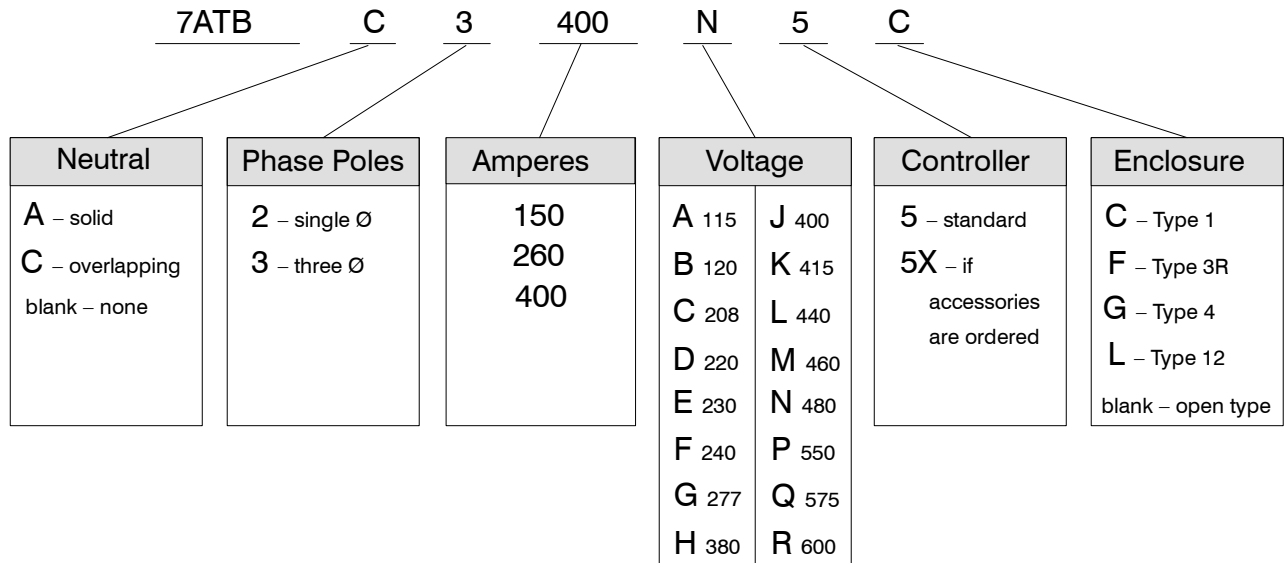 7ATB C 3 400 N 5 C
Neutral
A – solid
C – overlapping
blank – none
Phase Poles
2 – single Ø
3 – three Ø
Amperes
150
260
400
Voltage
A 115
B 120
C 208
D 220
E 230
F 240
G 277
H 380
J 400
K 415
L 440
M 460
N 480
P 550
Q 575
R 600
Controller
5 – standard
5X – if
accessories
are ordered
Enclosure
C – Type 1
F – Type 3R
G – Type 4
L – Type 12
blank – open type